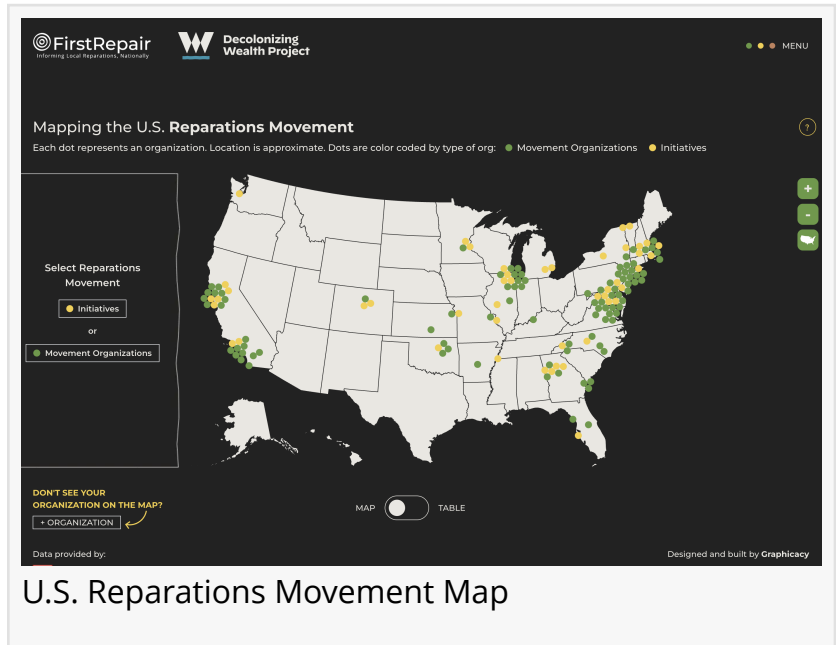 FirstRepair
Informing Local Reparations, Nationally
Decolonizing
Wealth Project
MENU
Mapping the U.S. Reparations Movement
?
Each dot represents an organization. Location is approximate. Dots are color coded by type of org: Movement Organizations Initiatives
+
-
Select Reparations
Movement
Initiatives
or
Movement Organizations
DON'T SEE YOUR
ORGANIZATION ON THE MAP?
+ ORGANIZATION
MAP TABLE
Data provided by:
Designed and built by Graphicacy
U.S. Reparations Movement Map